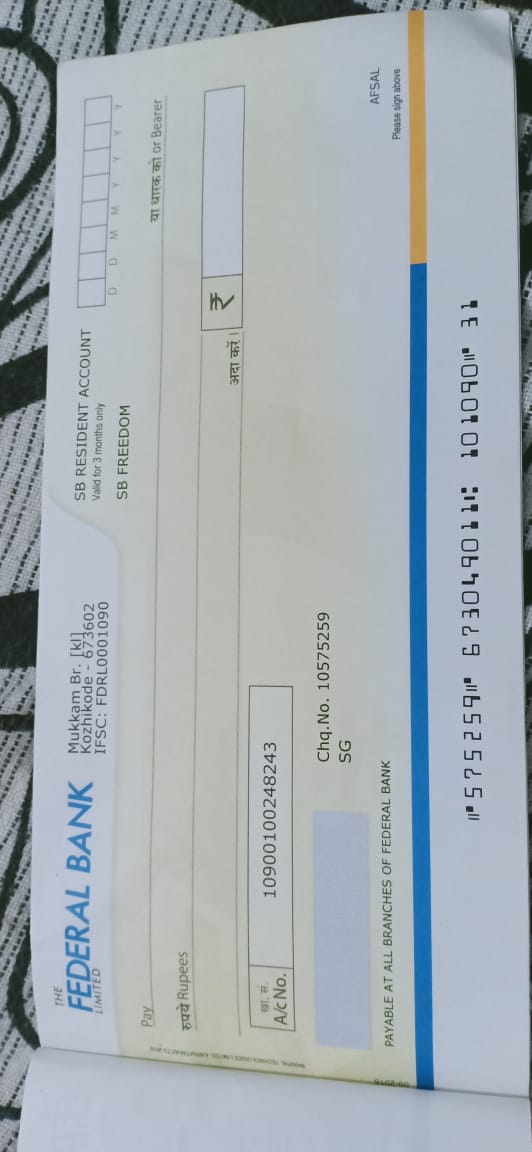 THE
FEDERAL BANK
LIMITED
Mukkam Br. [kl]
Kozhikode - 673602
IFSC: FDRL0001090
SB RESIDENT ACCOUNT
Valid for 3 months only
SB FREEDOM
D D M M Y Y Y Y
Pay
या धारक को or Bearer
रुपये Rupees
अदा करें।
₹
खा. सं.
A/c No.
10900100248243
Chq.No. 10575259
SG
AFSAL
Please sign above
PAYABLE AT ALL BRANCHES OF FEDERAL BANK
⑈575259⑈ 673049011⑆ 101090⑈ 31